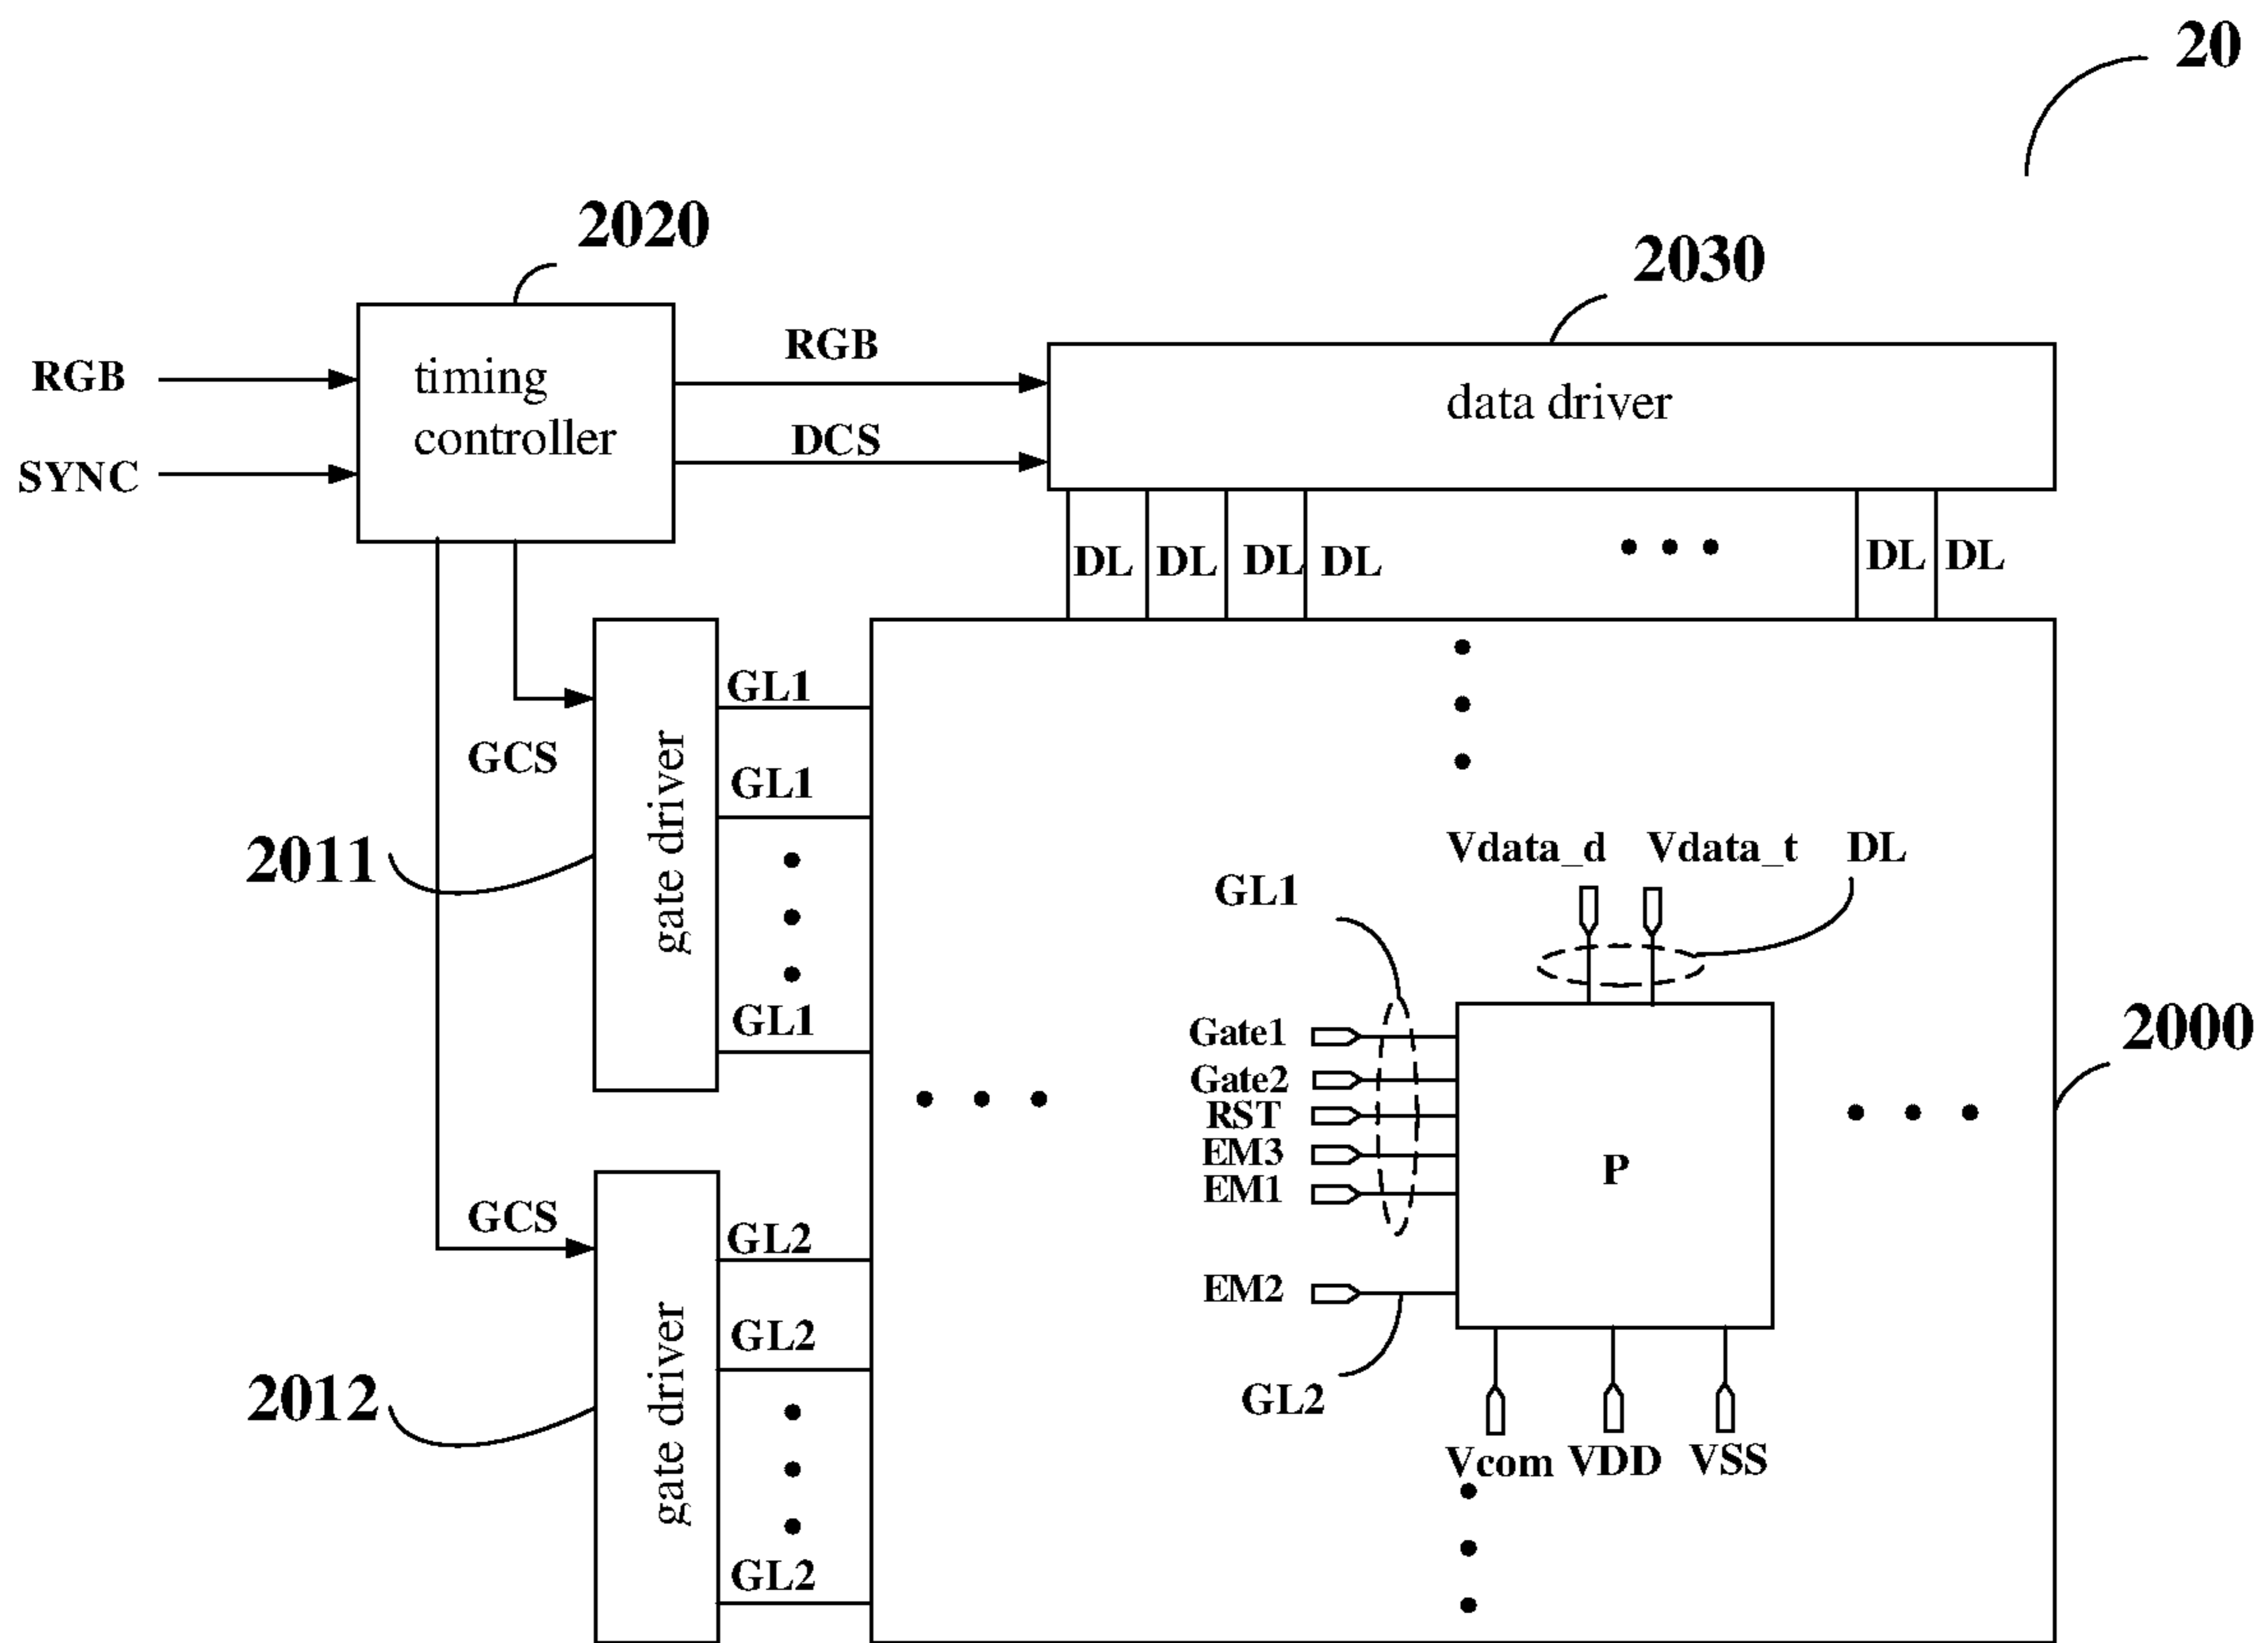 20
2020
2030
RGB
SYNC
timing
controller
RGB
DCS
data driver
DL DL DL DL DL DL
GCS
gate driver
2011
GL1
GL1
GL1
GCS
gate driver
2012
GL2
GL2
GL2
Vdata_d Vdata_t DL
GL1
Gate1
Gate2
RST
EM3
EM1
EM2
GL2
P
2000
Vcom VDD VSS